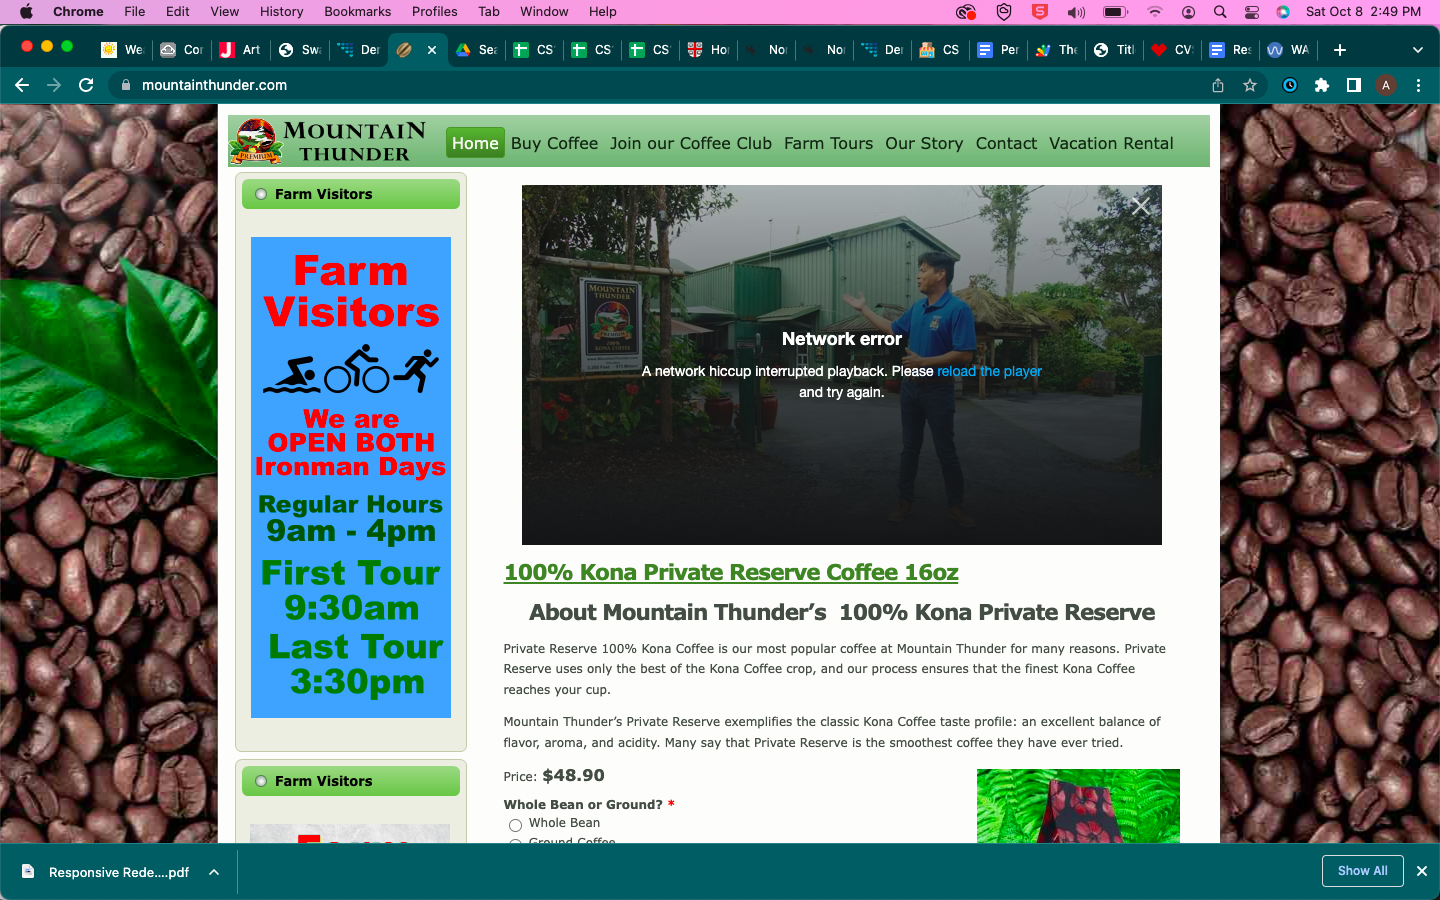 Chrome File Edit View History Bookmarks Profiles Tab Window Help Sat Oct 8 2:49 PM
We Cor Art Swa Der Sea CS CS CS Hor Nor Nor Der CS Per The Titl CV Res WA
mountainthunder.com A
MOUNTAIN
THUNDER
PREMIUM
Home Buy Coffee Join our Coffee Club Farm Tours Our Story Contact Vacation Rental
Farm Visitors
Farm
Visitors
We are
OPEN BOTH
Ironman Days
Regular Hours
9am - 4pm
First Tour
9:30am
Last Tour
3:30pm
Farm Visitors
MOUNTAIN
THUNDER
Network error
A network hiccup interrupted playback. Please reload the player
and try again.
100% Kona Private Reserve Coffee 16oz
About Mountain Thunder’s 100% Kona Private Reserve
Private Reserve 100% Kona Coffee is our most popular coffee at Mountain Thunder for many reasons. Private
Reserve uses only the best of the Kona Coffee crop, and our process ensures that the finest Kona Coffee
reaches your cup.
Mountain Thunder’s Private Reserve exemplifies the classic Kona Coffee taste profile: an excellent balance of
flavor, aroma, and acidity. Many say that Private Reserve is the smoothest coffee they have ever tried.
Price: $48.90
Whole Bean or Ground? *
Whole Bean
Ground Coffee
Responsive Rede....pdf
Show All